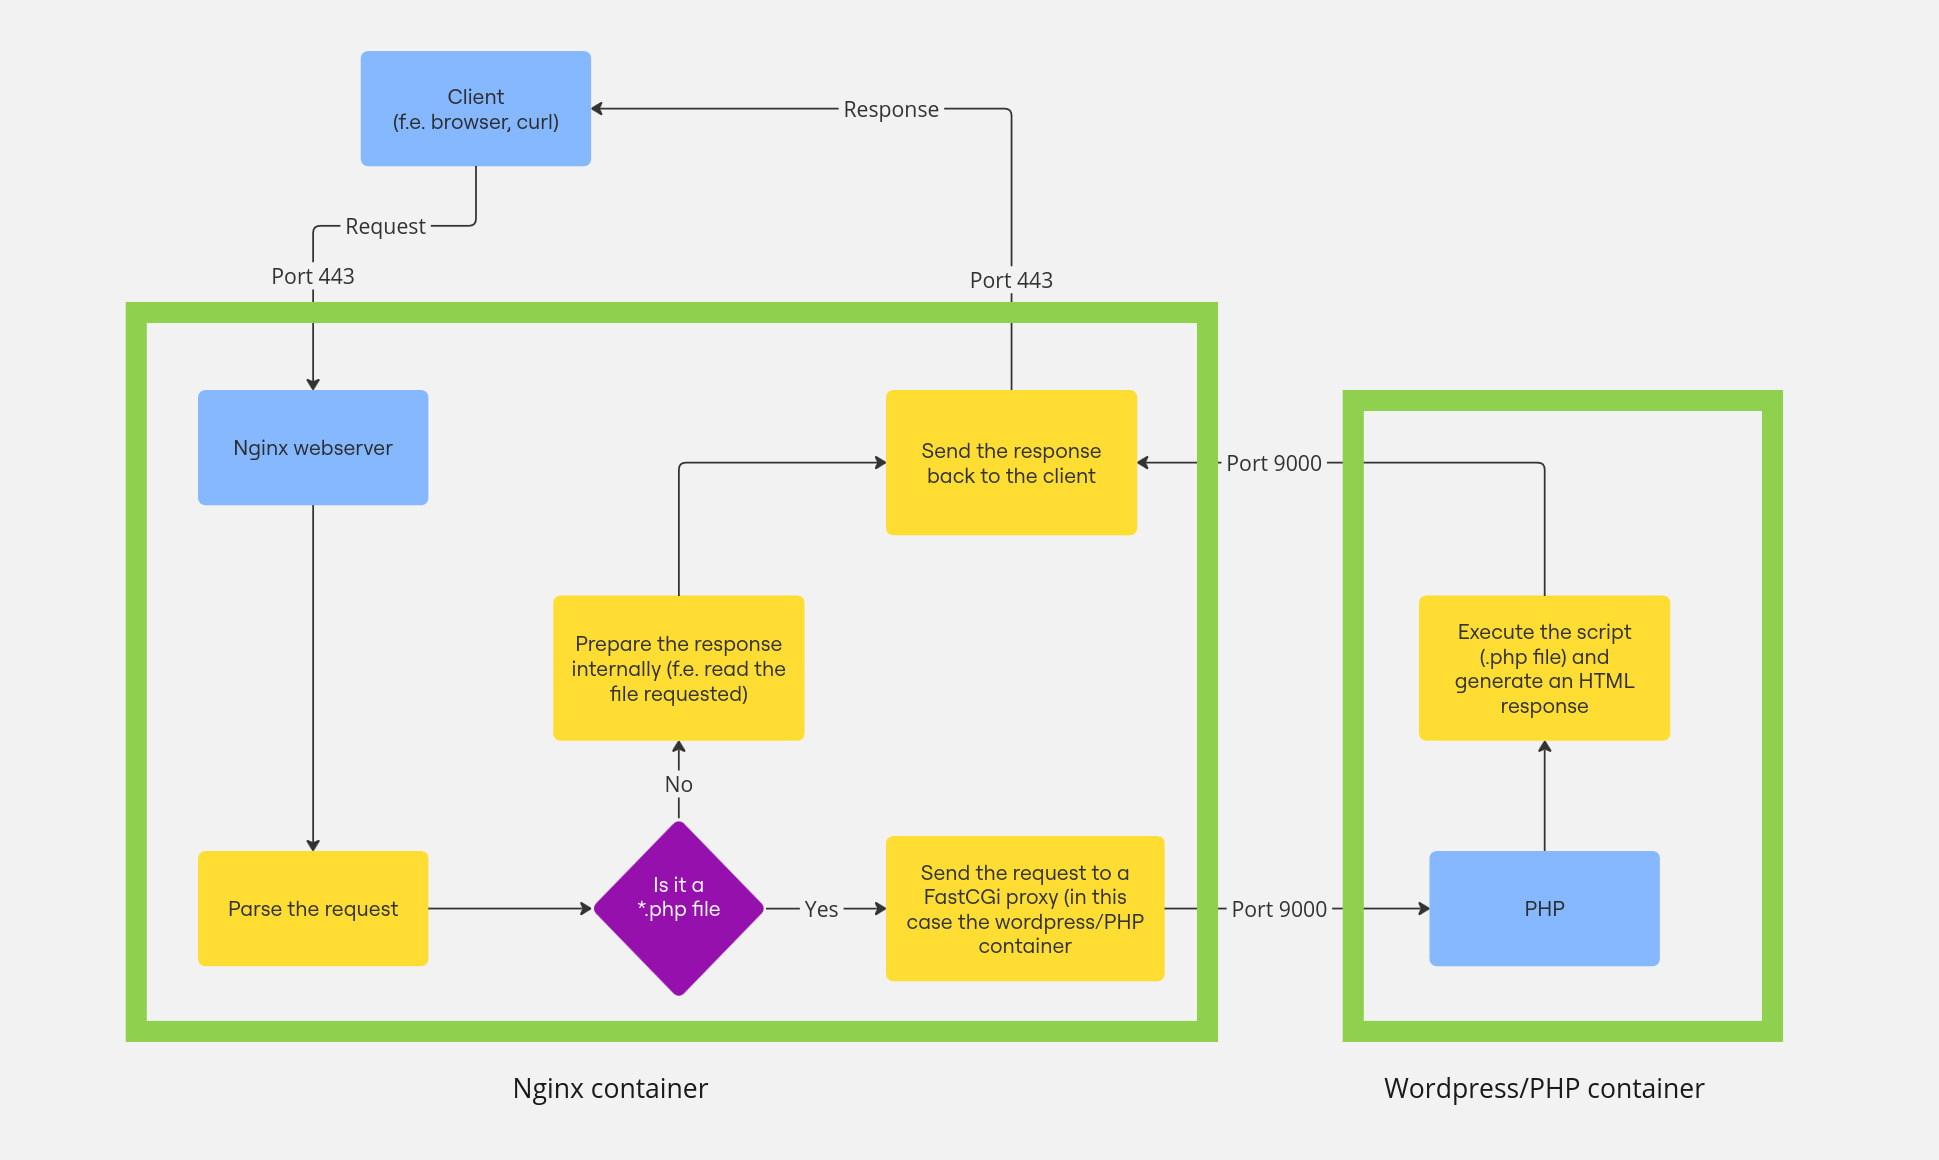 Client
(f.e. browser, curl)
Response
Request
Port 443
Port 443
Nginx webserver
Send the response
back to the client
Port 9000
Prepare the response
internally (f.e. read the
file requested)
Execute the script
(.php file) and
generate an HTML
response
No
Parse the request
Is it a
*.php file
Yes
Send the request to a
FastCGi proxy (in this
case the wordpress/PHP
container
Port 9000
PHP
Nginx container
Wordpress/PHP container